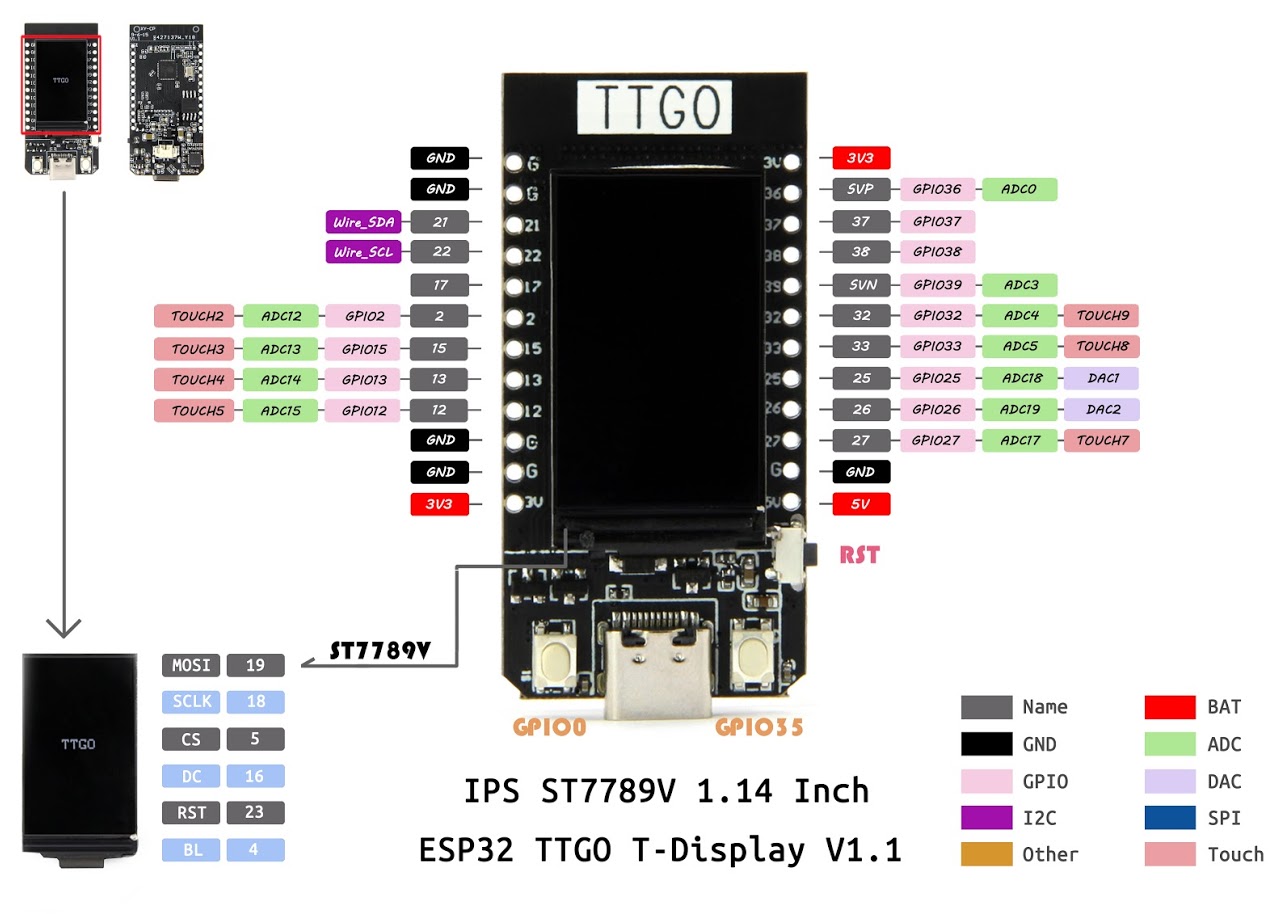 TTGO
TTGO
GND G 3V 3V3
GND G 36 SVP GPIO36 ADC0
Wire_SDA 21 21 37 37 GPIO37
Wire_SCL 22 22 38 38 GPIO38
17 17 39 SVN GPIO39 ADC3
TOUCH2 ADC12 GPIO2 2 2 32 32 GPIO32 ADC4 TOUCH9
TOUCH3 ADC13 GPIO15 15 15 33 33 GPIO33 ADC5 TOUCH8
TOUCH4 ADC14 GPIO13 13 13 25 25 GPIO25 ADC18 DAC1
TOUCH5 ADC15 GPIO12 12 12 26 26 GPIO26 ADC19 DAC2
GND G 27 27 GPIO27 ADC17 TOUCH7
GND G G GND
3V3 3V 5V 5V
RST
ST7789V
GPIO0 GPIO35
TTGO
MOSI 19
SCLK 18
CS 5
DC 16
RST 23
BL 4
IPS ST7789V 1.14 Inch
ESP32 TTGO T-Display V1.1
Name BAT
GND ADC
GPIO DAC
I2C SPI
Other Touch